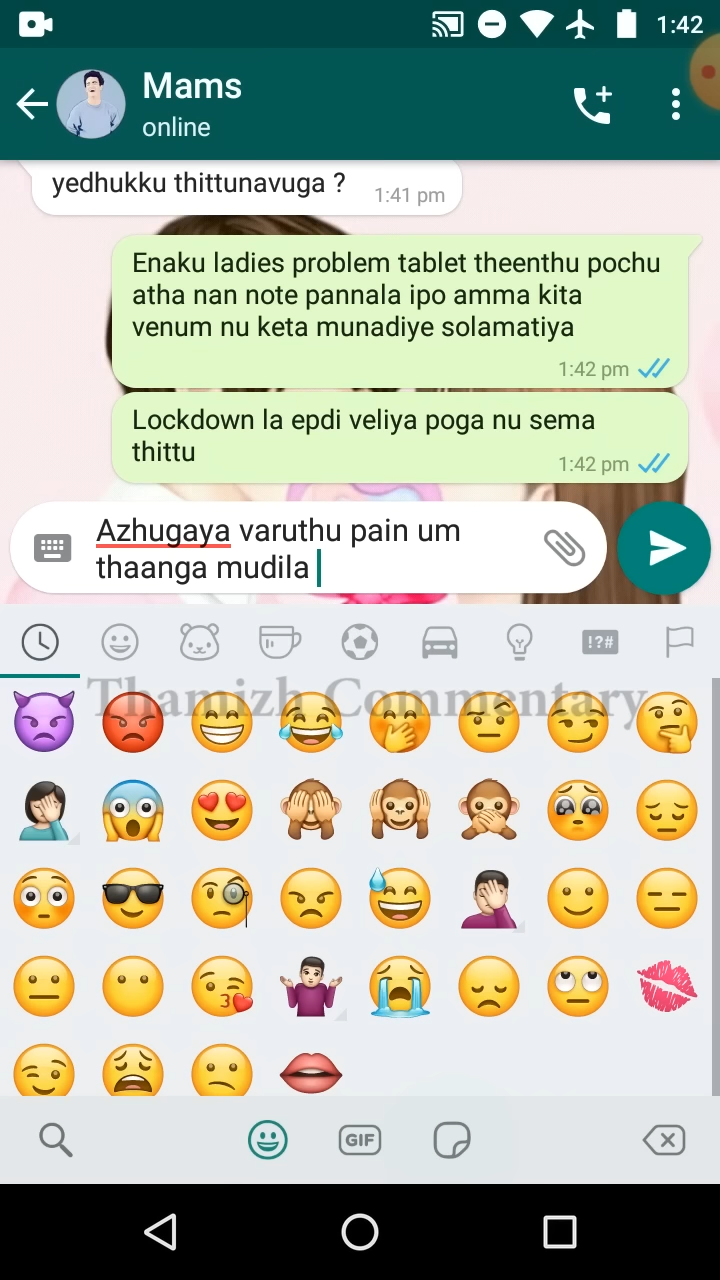 1:42
Mams
online
yedhukku thittunavuga ?
1:41 pm
Enaku ladies problem tablet theenthu pochu
atha nan note pannala ipo amma kita
venum nu keta munadiye solamatiya
1:42 pm
Lockdown la epdi veliya poga nu sema
thittu
1:42 pm
Azhugaya varuthu pain um
thaanga mudila
!?#
Thamizh Commentary
GIF